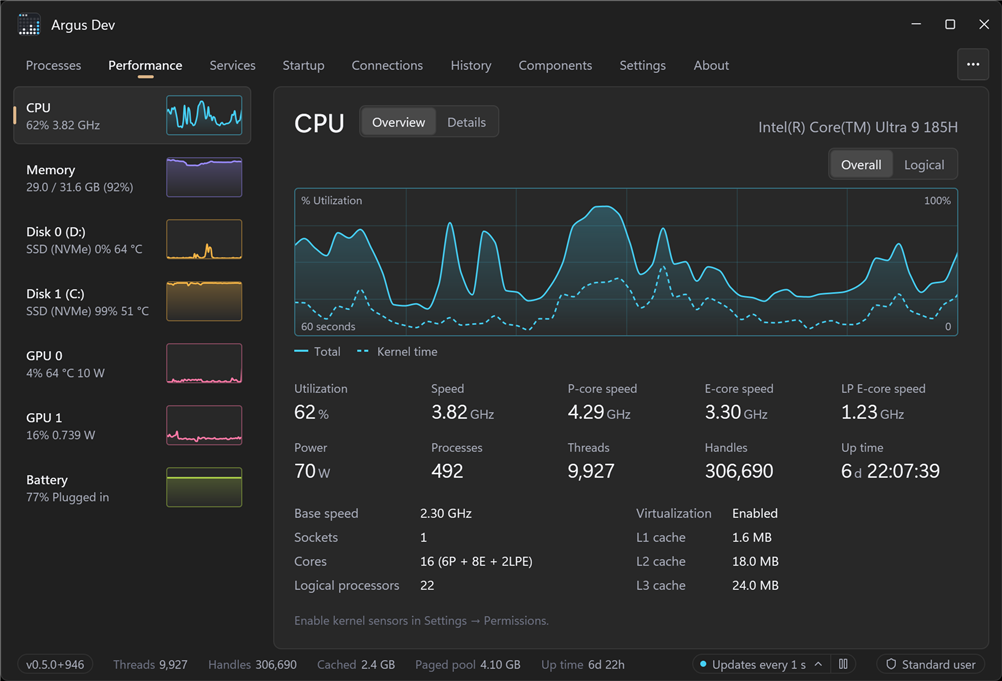 Argus Dev
Processes Performance Services Startup Connections History Components Settings About
CPU
62% 3.82 GHz
Memory
29.0 / 31.6 GB (92%)
Disk 0 (D:)
SSD (NVMe) 0% 64 °C
Disk 1 (C:)
SSD (NVMe) 99% 51 °C
GPU 0
4% 64 °C 10 W
GPU 1
16% 0.739 W
Battery
77% Plugged in
CPU Overview Details
Intel(R) Core(TM) Ultra 9 185H
Overall Logical
% Utilization 100%
60 seconds 0
Total Kernel time
Utilization Speed P-core speed E-core speed LP E-core speed
62 % 3.82 GHz 4.29 GHz 3.30 GHz 1.23 GHz
Power Processes Threads Handles Up time
70 W 492 9,927 306,690 6 d 22:07:39
Base speed 2.30 GHz Virtualization Enabled
Sockets 1 L1 cache 1.6 MB
Cores 16 (6P + 8E + 2LPE) L2 cache 18.0 MB
Logical processors 22 L3 cache 24.0 MB
Enable kernel sensors in Settings → Permissions.
v0.5.0+946 Threads 9,927 Handles 306,690 Cached 2.4 GB Paged pool 4.10 GB Up time 6d 22h Updates every 1 s Standard user